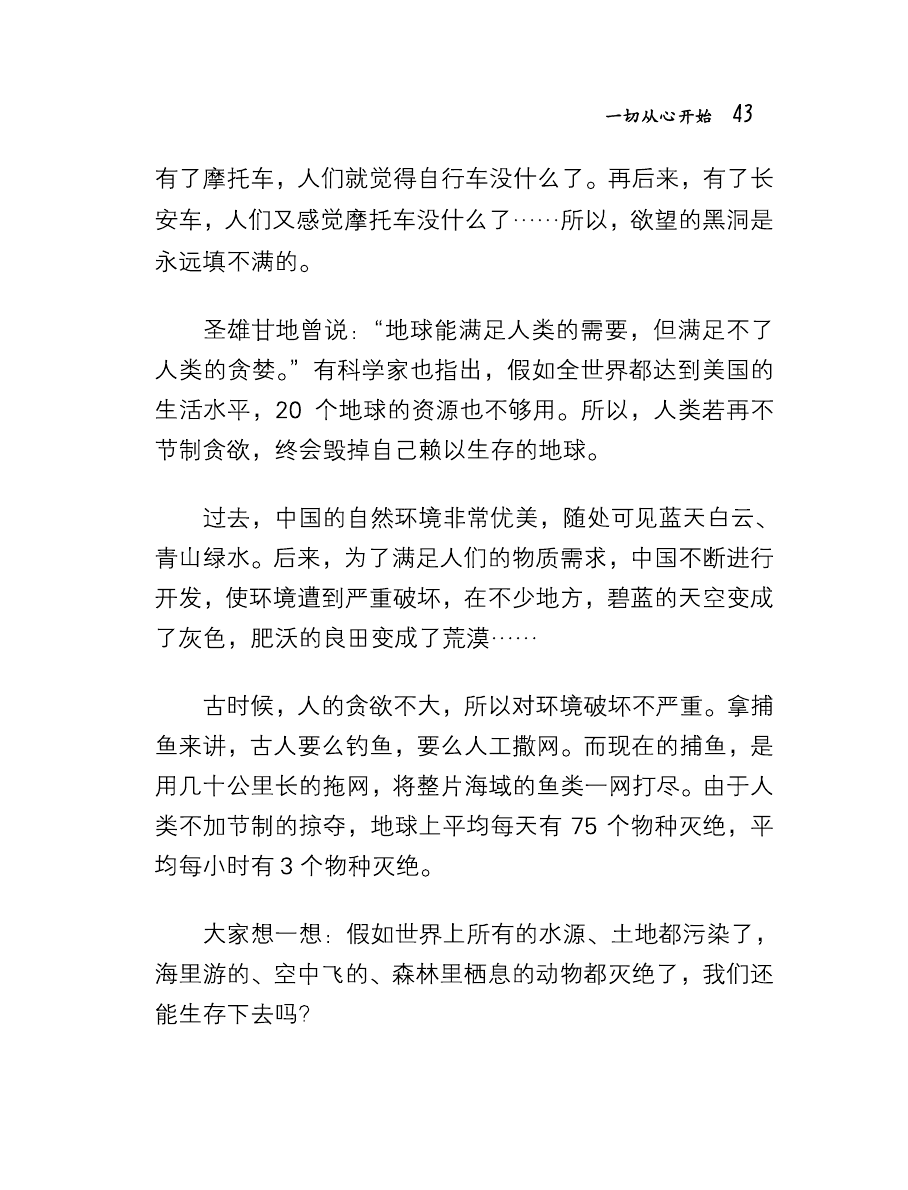 一切从心开始 43
有了摩托车，人们就觉得自行车没什么了。再后来，有了长
安车，人们又感觉摩托车没什么了……所以，欲望的黑洞是
永远填不满的。
圣雄甘地曾说：“地球能满足人类的需要，但满足不了
人类的贪婪。”有科学家也指出，假如全世界都达到美国的
生活水平，20 个地球的资源也不够用。所以，人类若再不
节制贪欲，终会毁掉自己赖以生存的地球。
过去，中国的自然环境非常优美，随处可见蓝天白云、
青山绿水。后来，为了满足人们的物质需求，中国不断进行
开发，使环境遭到严重破坏，在不少地方，碧蓝的天空变成
了灰色，肥沃的良田变成了荒漠……
古时候，人的贪欲不大，所以对环境破坏不严重。拿捕
鱼来讲，古人要么钓鱼，要么人工撒网。而现在的捕鱼，是
用几十公里长的拖网，将整片海域的鱼类一网打尽。由于人
类不加节制的掠夺，地球上平均每天有 75 个物种灭绝，平
均每小时有 3 个物种灭绝。
大家想一想：假如世界上所有的水源、土地都污染了，
海里游的、空中飞的、森林里栖息的动物都灭绝了，我们还
能生存下去吗？